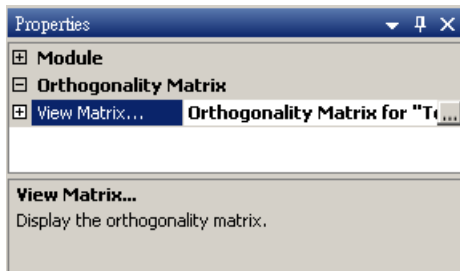 Properties
Module
Orthogonality Matrix
View Matrix... Orthogonality Matrix for "T ...
View Matrix...
Display the orthogonality matrix.